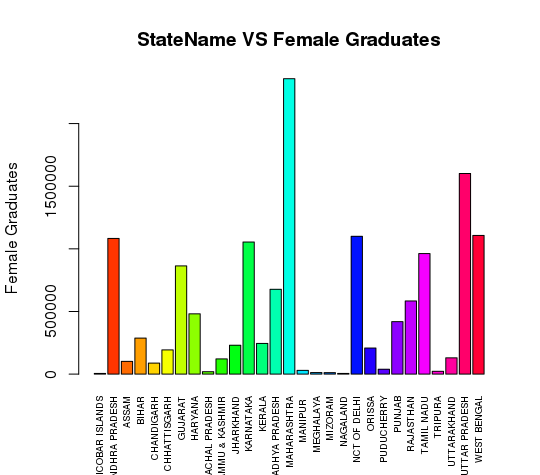 StateName VS Female Graduates
Female Graduates
1500000
500000
0
ICOBAR ISLANDS
NDHRA PRADESH
ASSAM
BIHAR
CHANDIGARH
CHHATTISGARH
GUJARAT
HARYANA
ACHAL PRADESH
MMU & KASHMIR
JHARKHAND
KARNATAKA
KERALA
ADHYA PRADESH
MAHARASHTRA
MANIPUR
MEGHALAYA
MIZORAM
NAGALAND
NCT OF DELHI
ORISSA
PUDUCHERRY
PUNJAB
RAJASTHAN
TAMIL NADU
TRIPURA
UTTARAKHAND
UTTAR PRADESH
WEST BENGAL